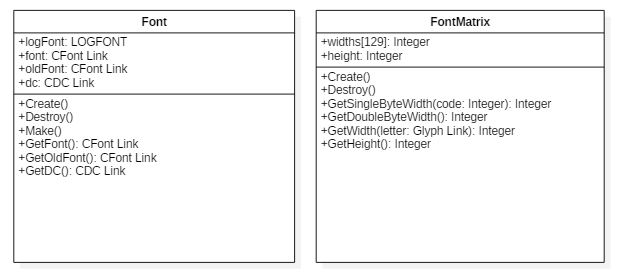 Font
+logFont: LOGFONT
+font: CFont Link
+oldFont: CFont Link
+dc: CDC Link
+Create()
+Destroy()
+Make()
+GetFont(): CFont Link
+GetOldFont(): CFont Link
+GetDC(): CDC Link
FontMatrix
+widths[129]: Integer
+height: Integer
+Create()
+Destroy()
+GetSingleByteWidth(code: Integer): Integer
+GetDoubleByteWidth(): Integer
+GetWidth(letter: Glyph Link): Integer
+GetHeight(): Integer